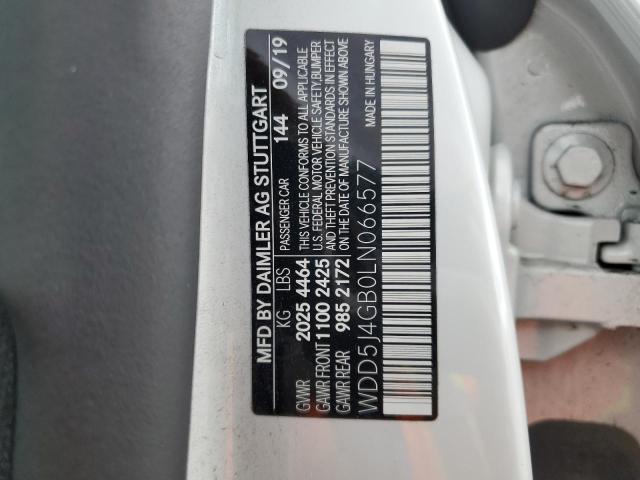 MFD BY DAIMLER AG STUTTGART
KG LBS PASSENGER CAR 144 09/19
GVWR 2025 4464 THIS VEHICLE CONFORMS TO ALL APPLICABLE
GAWR FRONT 1100 2425 U.S. FEDERAL MOTOR VEHICLE SAFETY, BUMPER
GAWR REAR 985 2172 AND THEFT PREVENTION STANDARDS IN EFFECT
ON THE DATE OF MANUFACTURE SHOWN ABOVE
WDD5J4GB0LN066577 MADE IN HUNGARY